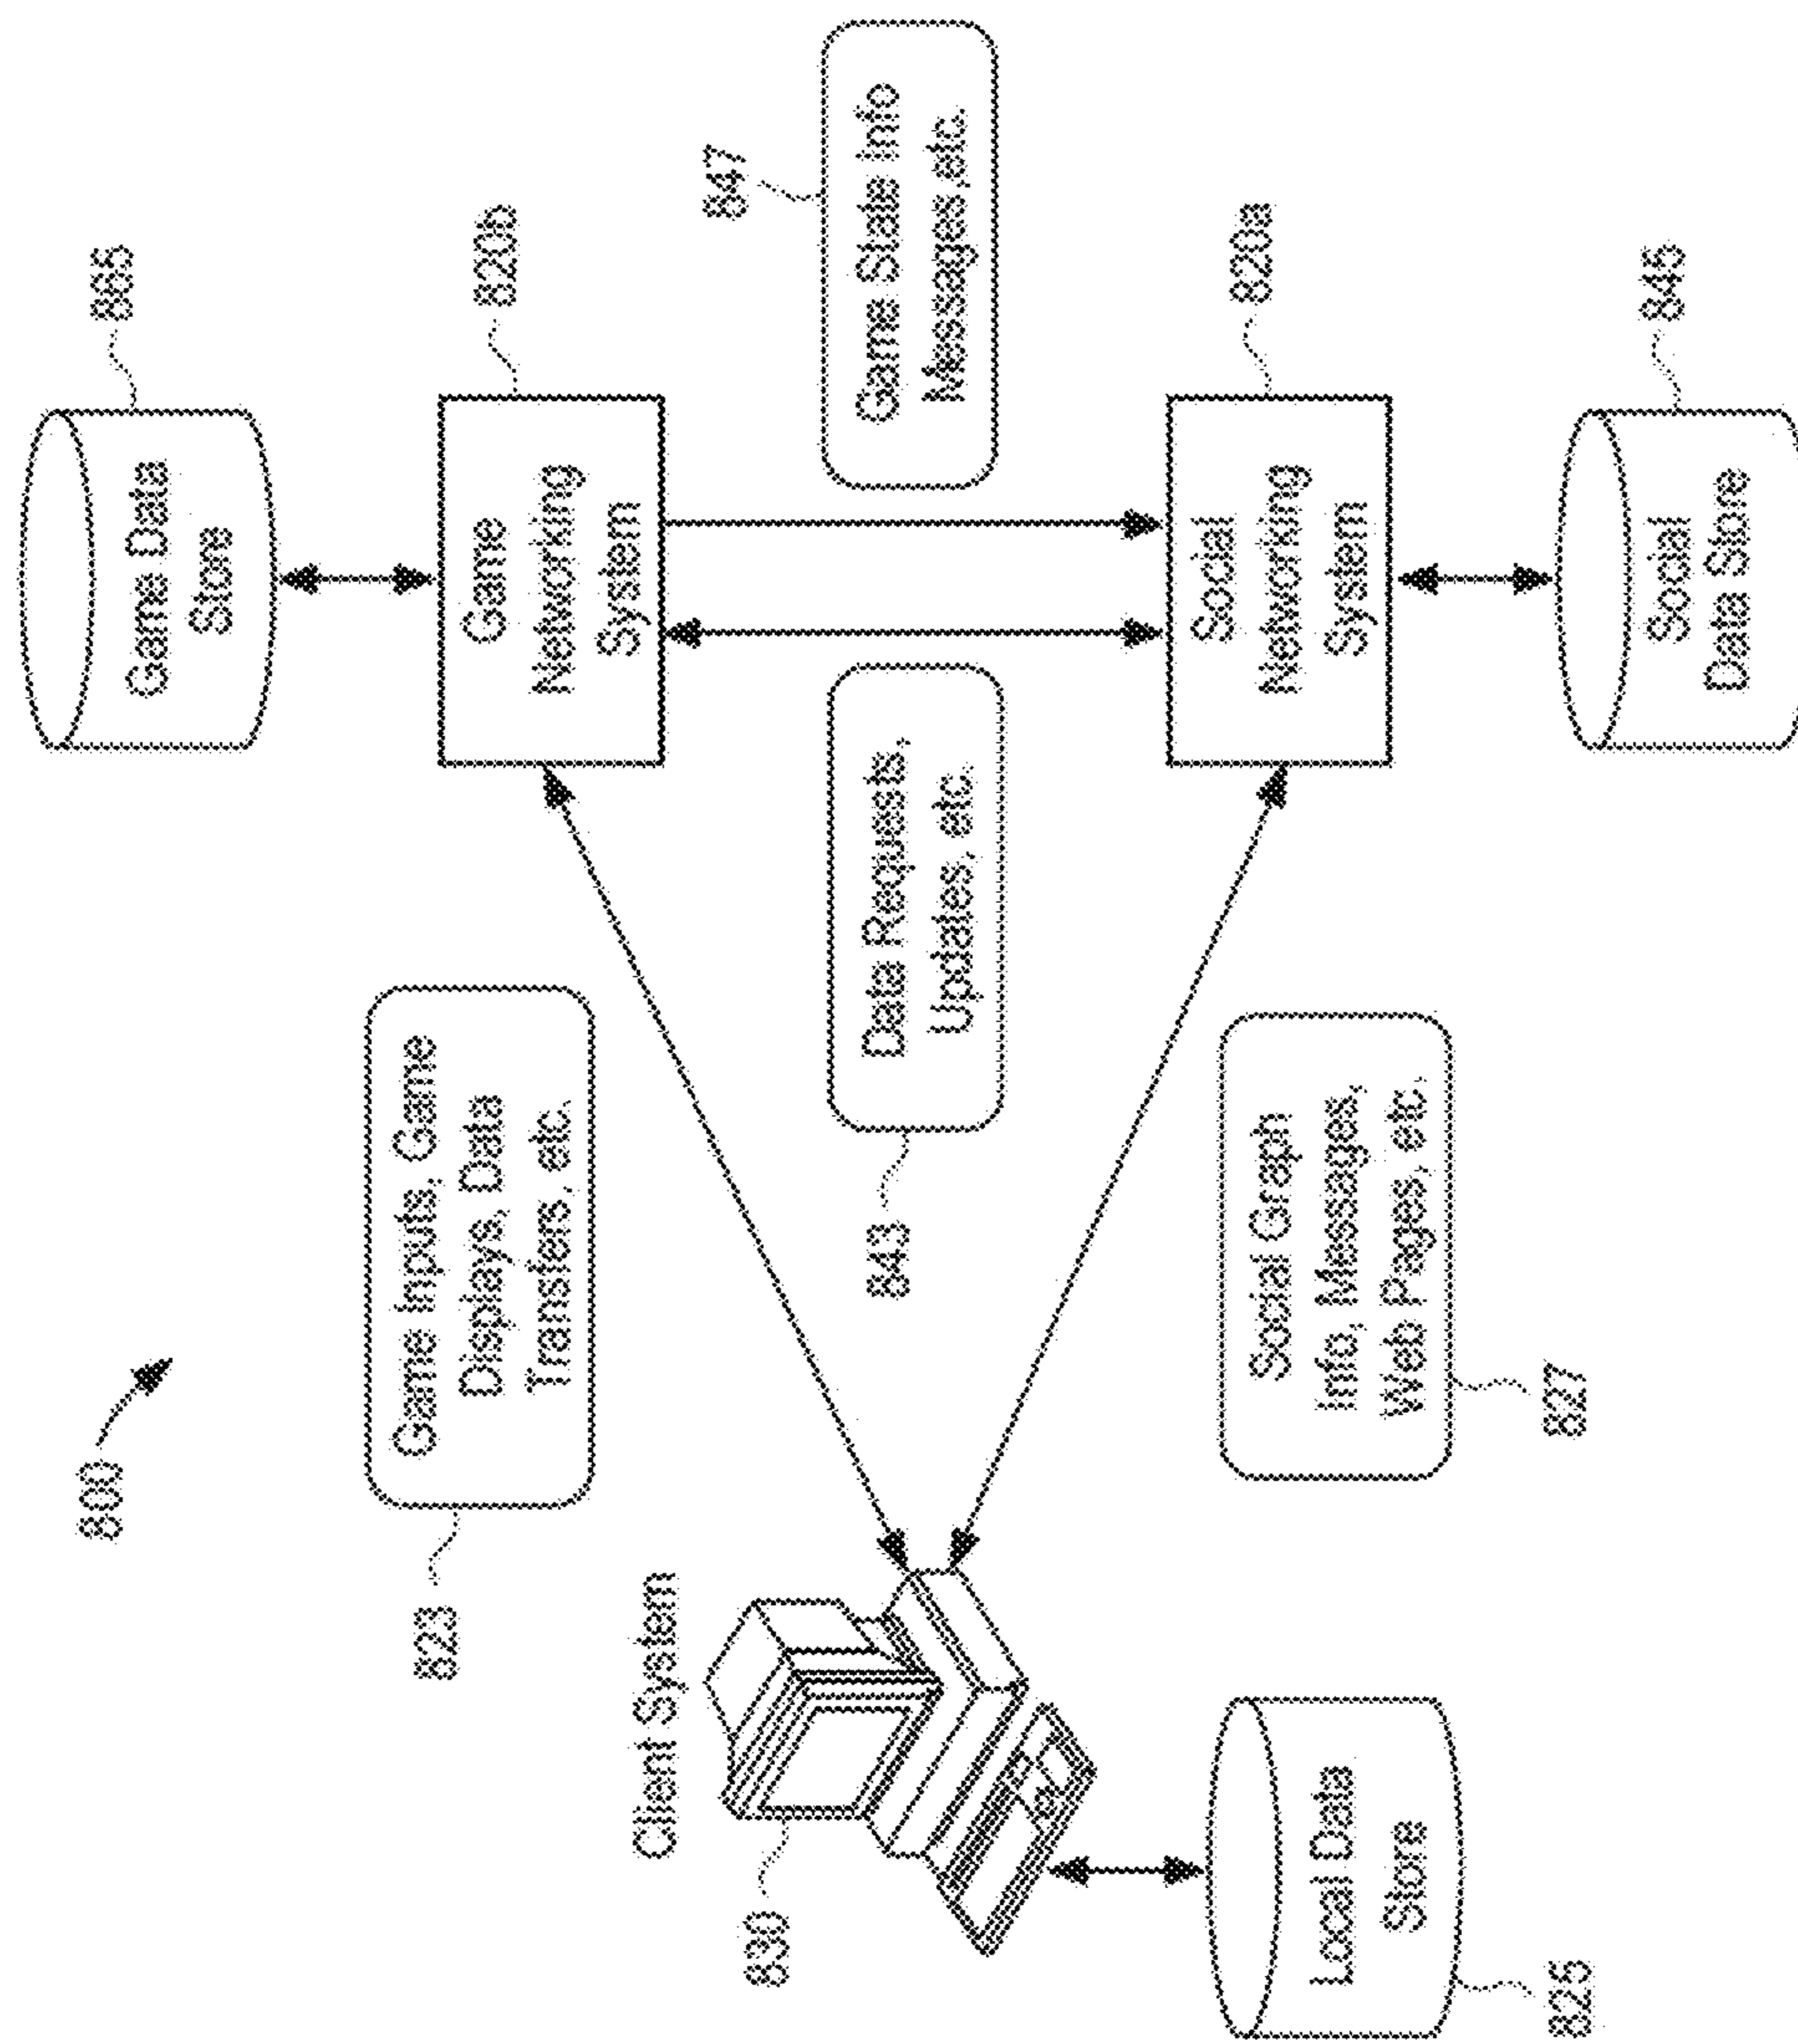 800
865
Game Data
Store
823
Game Inputs, Game
Displays, Data
Transfers, etc.
Game
Networking
System
820b
Client System
830
847
Game State Info
Messages,etc.
843
Data Requests,
Updates, etc.
Social
Networking
System
820a
Social Graph
Info, Messages,
Web Pages, etc.
827
Local Data
Store
825
Social
Data Store
845